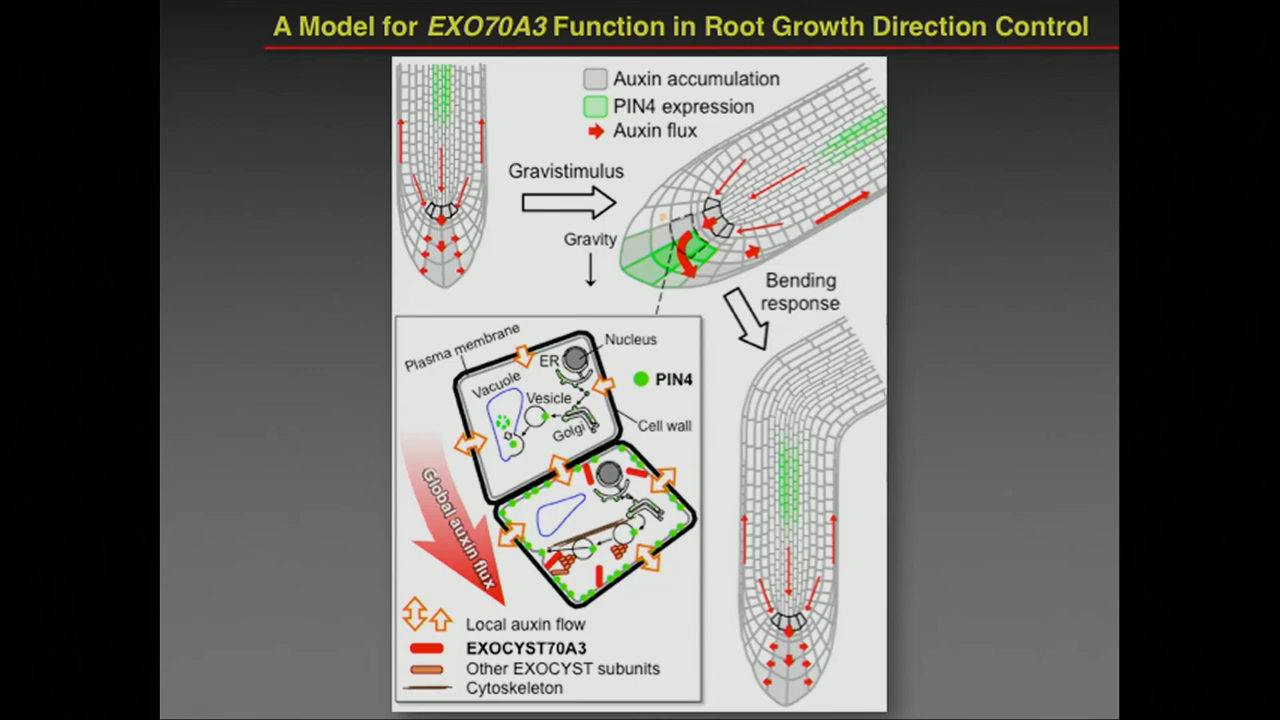 A Model for EXO70A3 Function in Root Growth Direction Control
Auxin accumulation
PIN4 expression
Auxin flux
Gravistimulus
Gravity
Bending
response
Plasma membrane
Nucleus
ER
PIN4
Vacuole
Vesicle
Golgi
Cell wall
Global auxin flux
Local auxin flow
EXOCYST70A3
Other EXOCYST subunits
Cytoskeleton